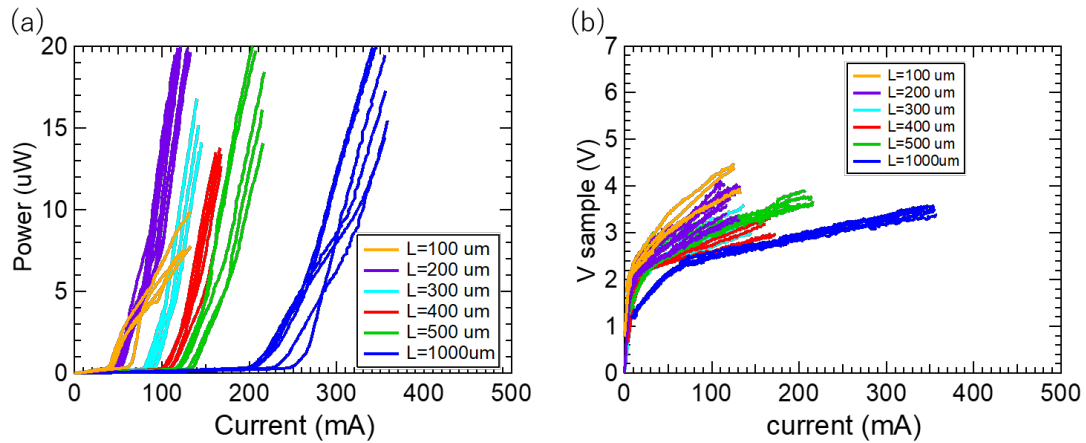 (a)
20
15
10
5
0
Power (uW)
L=100 um
L=200 um
L=300 um
L=400 um
L=500 um
L=1000um
0 100 200 300 400 500
Current (mA)
(b)
7
6
5
4
3
2
1
0
V sample (V)
L=100 um
L=200 um
L=300 um
L=400 um
L=500 um
L=1000um
0 100 200 300 400 500
current (mA)